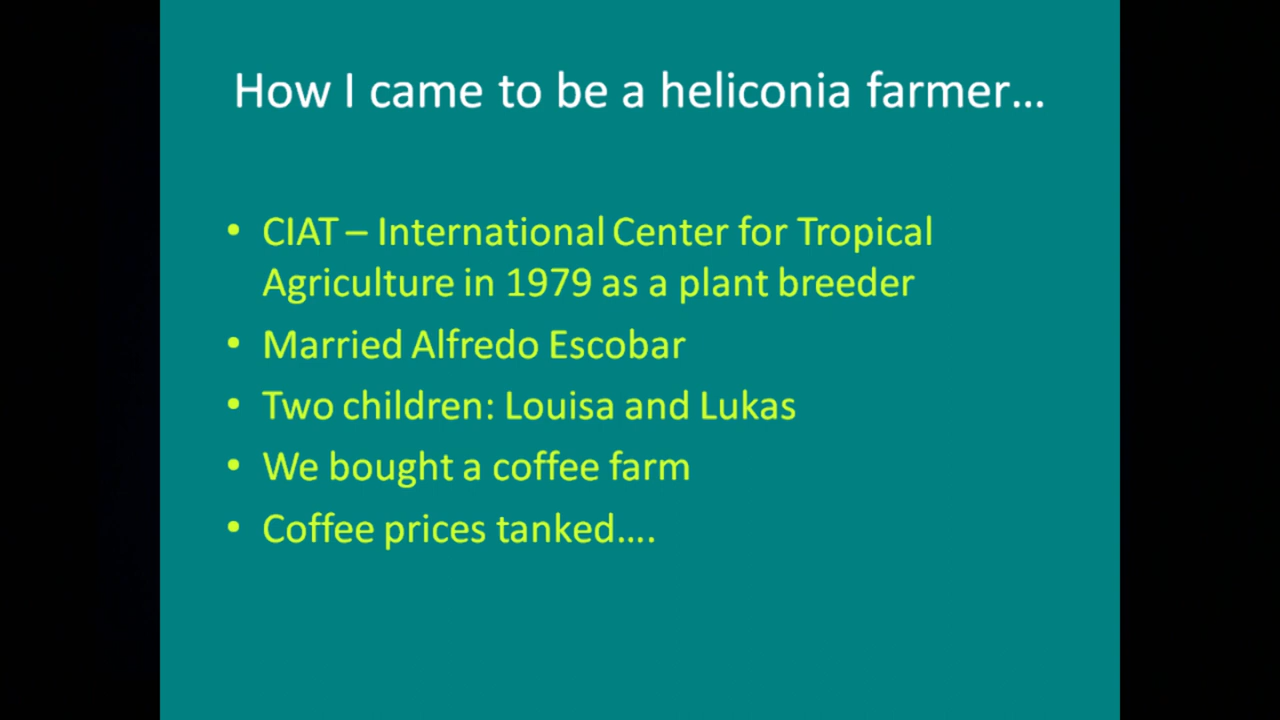 How I came to be a heliconia farmer...
• CIAT – International Center for Tropical
Agriculture in 1979 as a plant breeder
• Married Alfredo Escobar
• Two children: Louisa and Lukas
• We bought a coffee farm
• Coffee prices tanked....